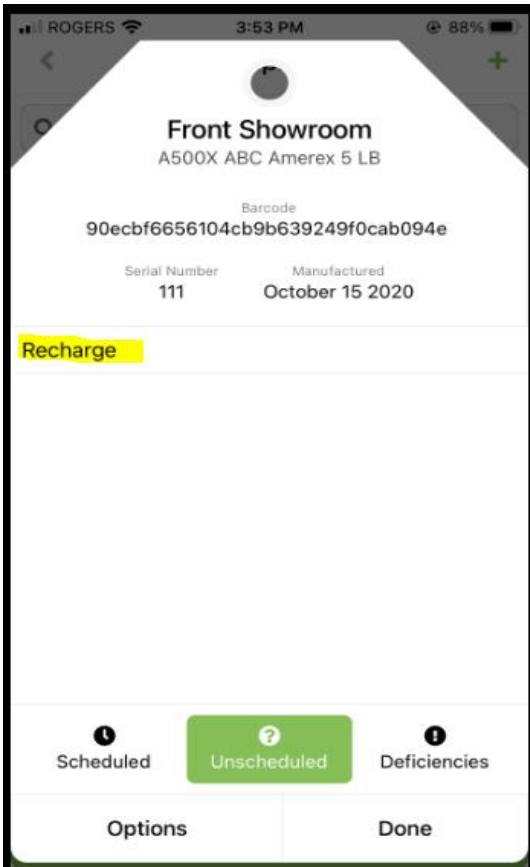 ROGERS 3:53 PM 88%
Front Showroom
A500X ABC Amerex 5 LB
Barcode
90ecbf6656104cb9b639249f0cab094e
Serial Number Manufactured
111 October 15 2020
Recharge
Scheduled Unscheduled Deficiencies
Options Done